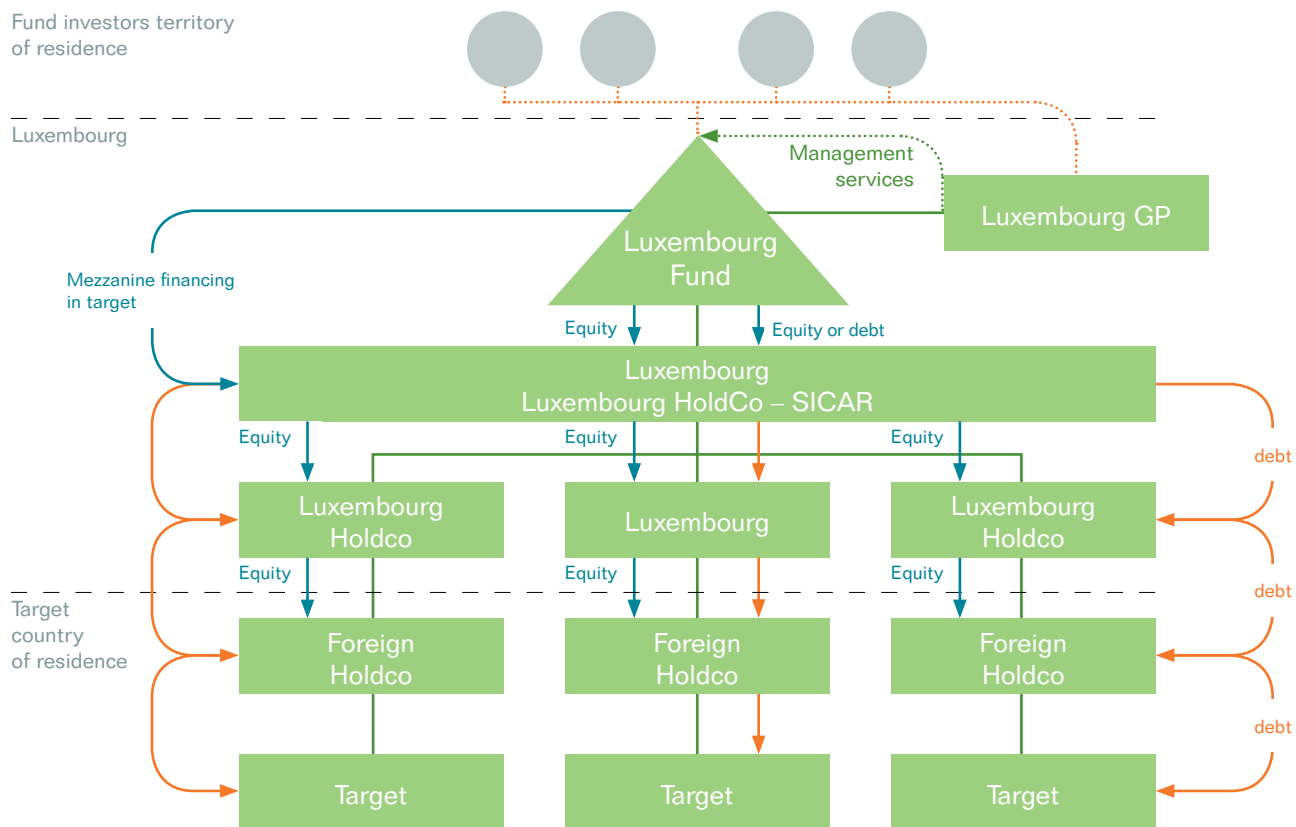 Fund investors territory
of residence
Luxembourg
Management
services
Luxembourg GP
Luxembourg
Fund
Mezzanine financing
in target
Equity
Equity or debt
Luxembourg
Luxembourg HoldCo – SICAR
Equity
Equity
Equity
debt
Luxembourg
Holdco
Luxembourg
Luxembourg
Holdco
Equity
Equity
Equity
debt
Target
country
of residence
Foreign
Holdco
Foreign
Holdco
Foreign
Holdco
debt
Target
Target
Target